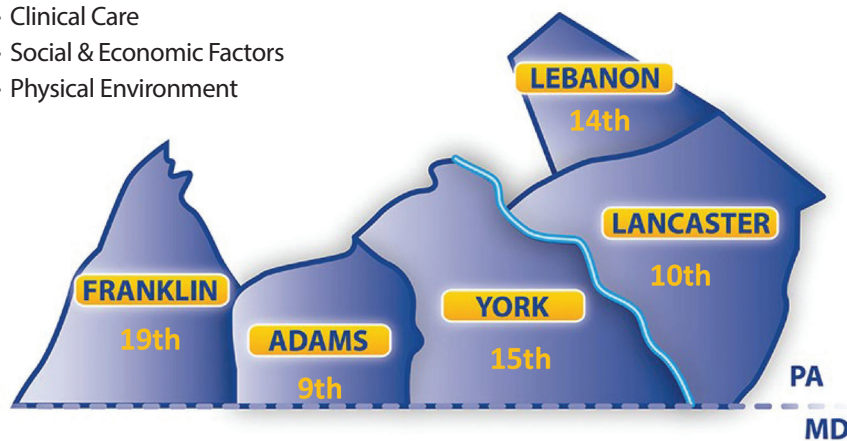 • Clinical Care
• Social & Economic Factors
• Physical Environment
LEBANON
14th
LANCASTER
10th
FRANKLIN
19th
YORK
15th
ADAMS
9th
PA
MD